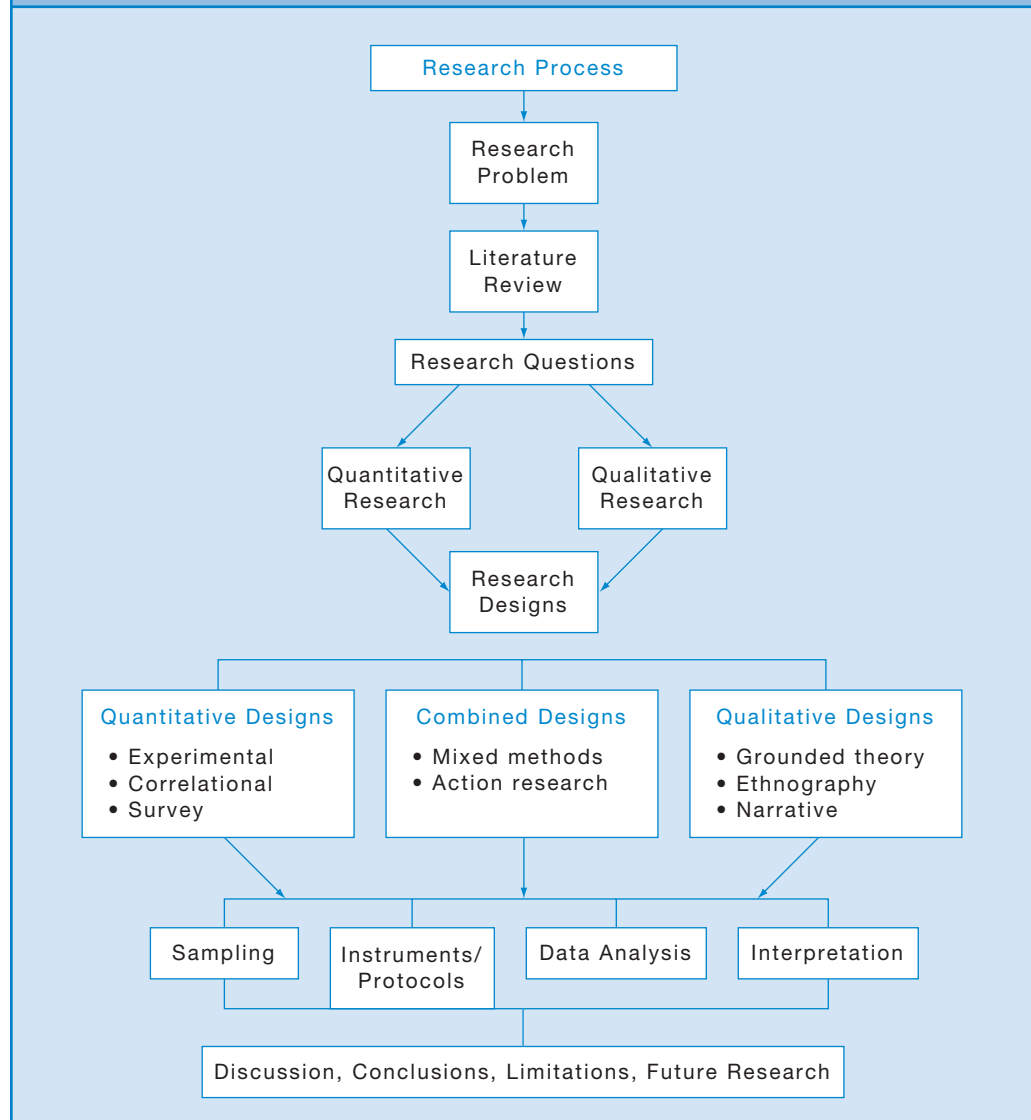 Research Process
Research
Problem
Literature
Review
Research Questions
Quantitative
Research
Qualitative
Research
Research
Designs
Quantitative Designs
• Experimental
• Correlational
• Survey
Combined Designs
• Mixed methods
• Action research
Qualitative Designs
• Grounded theory
• Ethnography
• Narrative
Sampling
Instruments/
Protocols
Data Analysis
Interpretation
Discussion, Conclusions, Limitations, Future Research